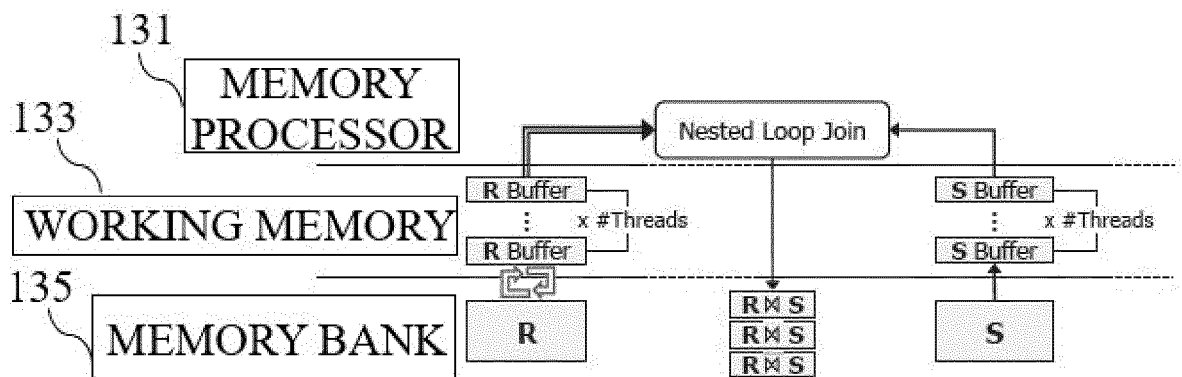 131
MEMORY
PROCESSOR
Nested Loop Join
133
WORKING MEMORY
R Buffer
⋮
R Buffer
x #Threads
S Buffer
⋮
S Buffer
x #Threads
135
MEMORY BANK
R
R⋈S
R⋈S
R⋈S
S